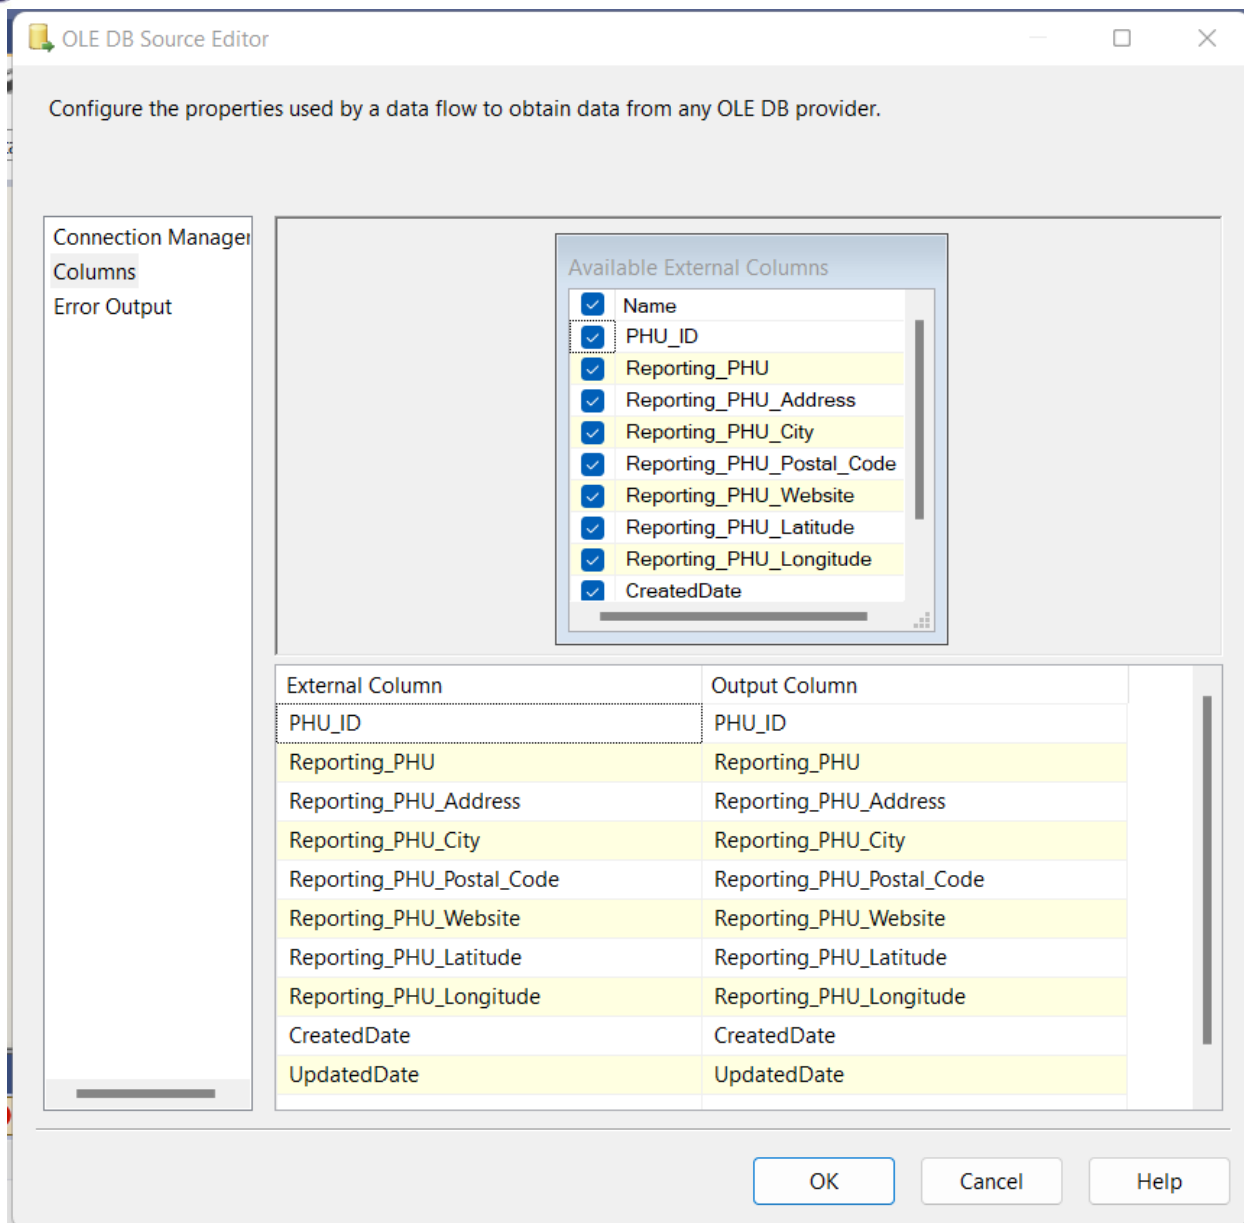 OLE DB Source Editor
Configure the properties used by a data flow to obtain data from any OLE DB provider.
Connection Manager
Columns
Error Output
Available External Columns
Name
PHU_ID
Reporting_PHU
Reporting_PHU_Address
Reporting_PHU_City
Reporting_PHU_Postal_Code
Reporting_PHU_Website
Reporting_PHU_Latitude
Reporting_PHU_Longitude
CreatedDate
External Column Output Column
PHU_ID PHU_ID
Reporting_PHU Reporting_PHU
Reporting_PHU_Address Reporting_PHU_Address
Reporting_PHU_City Reporting_PHU_City
Reporting_PHU_Postal_Code Reporting_PHU_Postal_Code
Reporting_PHU_Website Reporting_PHU_Website
Reporting_PHU_Latitude Reporting_PHU_Latitude
Reporting_PHU_Longitude Reporting_PHU_Longitude
CreatedDate CreatedDate
UpdatedDate UpdatedDate
OK Cancel Help